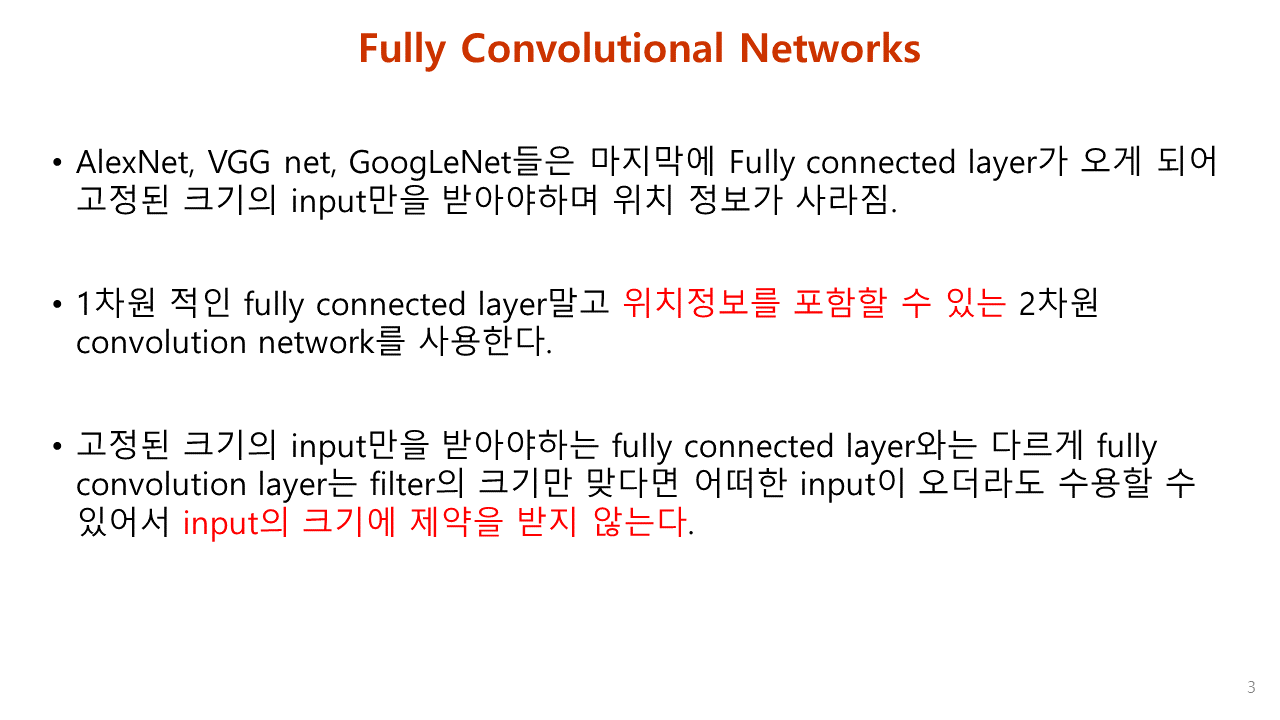 Fully Convolutional Networks
• AlexNet, VGG net, GoogLeNet들은 마지막에 Fully connected layer가 오게 되어
고정된 크기의 input만을 받아야하며 위치 정보가 사라짐.
• 1차원 적인 fully connected layer말고 위치정보를 포함할 수 있는 2차원
convolution network를 사용한다.
• 고정된 크기의 input만을 받아야하는 fully connected layer와는 다르게 fully
convolution layer는 filter의 크기만 맞다면 어떠한 input이 오더라도 수용할 수
있어서 input의 크기에 제약을 받지 않는다.
3